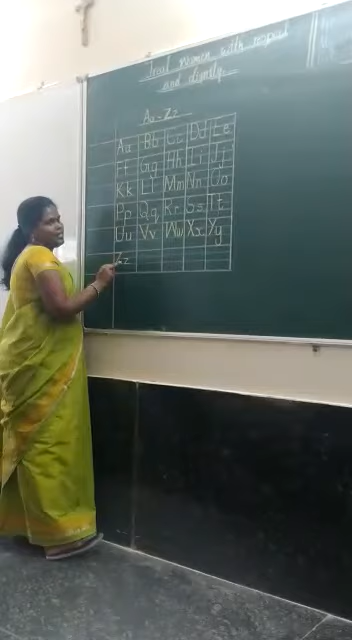 Treat women with respect
and dignity
Aa - Zz
Aa Bb Cc Dd Ee
Ff Gg Hh Ii Jj
Kk Ll Mm Nn Oo
Pp Qq Rr Ss Tt
Uu Vv Ww Xx Yy
Zz